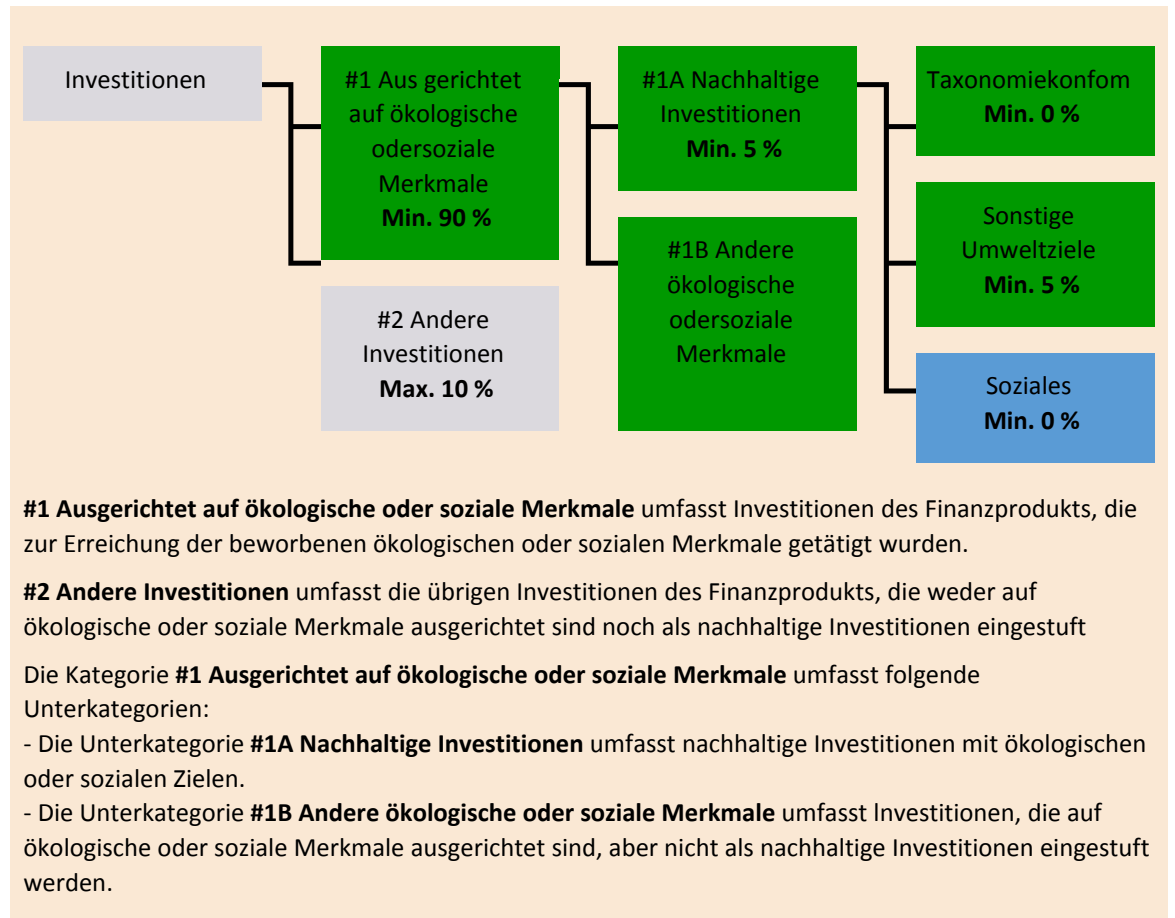 Investitionen
#1 Aus gerichtet
auf ökologische
odersoziale
Merkmale
Min. 90 %
#2 Andere
Investitionen
Max. 10 %
#1A Nachhaltige
Investitionen
Min. 5 %
#1B Andere
ökologische
odersoziale
Merkmale
Taxonomiekonfom
Min. 0 %
Sonstige
Umweltziele
Min. 5 %
Soziales
Min. 0 %
#1 Ausgerichtet auf ökologische oder soziale Merkmale umfasst Investitionen des Finanzprodukts, die
zur Erreichung der beworbenen ökologischen oder sozialen Merkmale getätigt wurden.
#2 Andere Investitionen umfasst die übrigen Investitionen des Finanzprodukts, die weder auf
ökologische oder soziale Merkmale ausgerichtet sind noch als nachhaltige Investitionen eingestuft
Die Kategorie #1 Ausgerichtet auf ökologische oder soziale Merkmale umfasst folgende
Unterkategorien:
- Die Unterkategorie #1A Nachhaltige Investitionen umfasst nachhaltige Investitionen mit ökologischen
oder sozialen Zielen.
- Die Unterkategorie #1B Andere ökologische oder soziale Merkmale umfasst lnvestitionen, die auf
ökologische oder soziale Merkmale ausgerichtet sind, aber nicht als nachhaltige Investitionen eingestuft
werden.